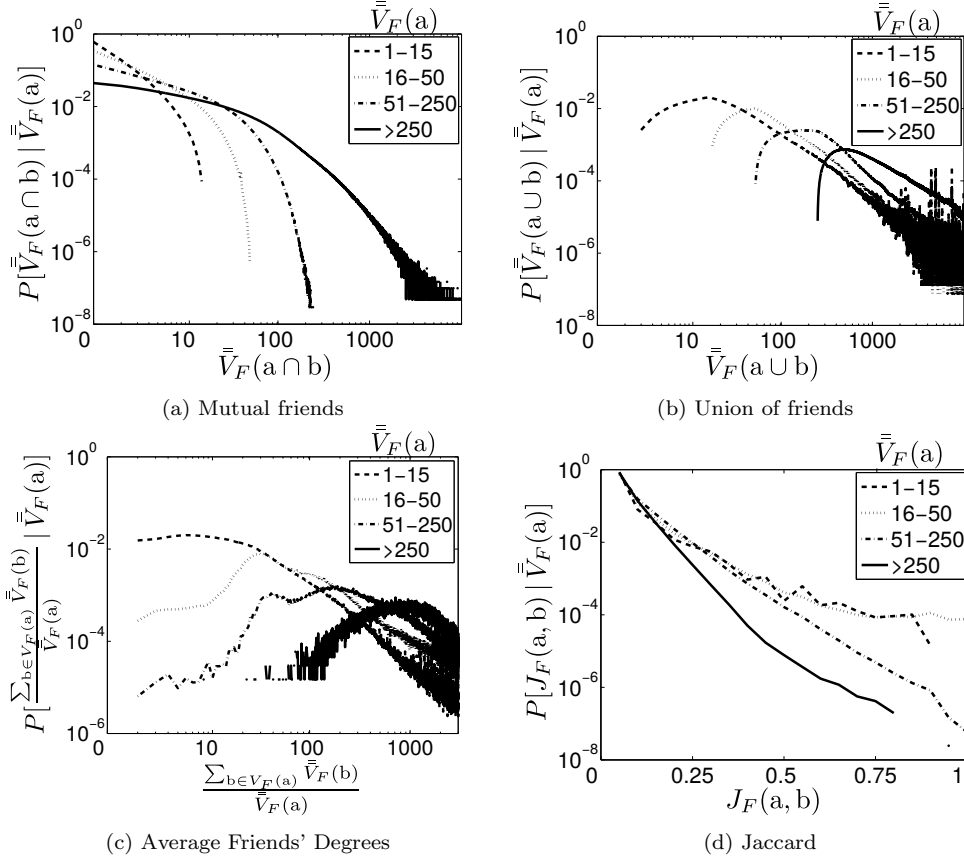 V̿_F(a)
10^0
10^-2
10^-4
10^-6
10^-8
1−15
16−50
51−250
>250
P[V̿_F(a ∩ b) | V̿_F(a)]
0 10 100 1000
V̿_F(a ∩ b)
(a) Mutual friends
V̿_F(a)
10^0
10^-2
10^-4
10^-6
10^-8
1−15
16−50
51−250
>250
P[V̿_F(a ∪ b) | V̿_F(a)]
0 10 100 1000
V̿_F(a ∪ b)
(b) Union of friends
V̿_F(a)
10^0
10^-2
10^-4
10^-6
1−15
16−50
51−250
>250
P[∑_{b∈V_F(a)} V̿_F(b) / V̿_F(a) | V̿_F(a)]
0 10 100 1000
∑_{b∈V_F(a)} V̿_F(b) / V̿_F(a)
(c) Average Friends' Degrees
V̿_F(a)
10^0
10^-2
10^-4
10^-6
10^-8
1−15
16−50
51−250
>250
P[J_F(a, b) | V̿_F(a)]
0 0.25 0.50 0.75 1
J_F(a, b)
(d) Jaccard